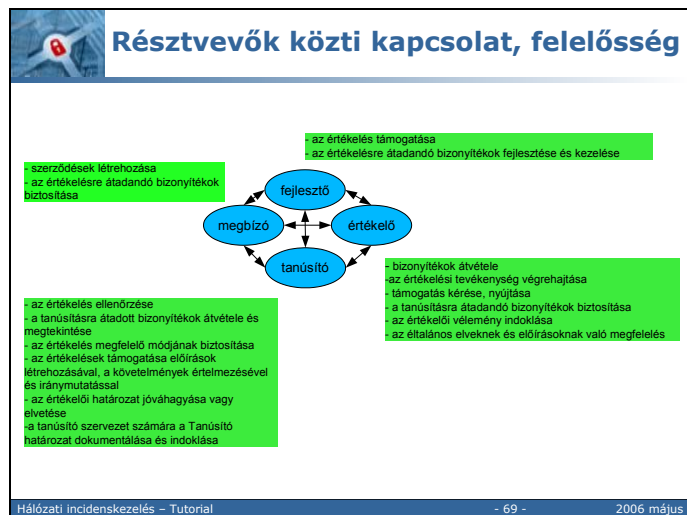 Résztvevők közti kapcsolat, felelősség
- az értékelés támogatása
- az értékelésre átadandó bizonyítékok fejlesztése és kezelése
- szerződések létrehozása
- az értékelésre átadandó bizonyítékok
biztosítása
fejlesztő
megbízó
értékelő
tanúsító
- bizonyítékok átvétele
-az értékelési tevékenység végrehajtása
- támogatás kérése, nyújtása
- a tanúsításra átadandó bizonyítékok biztosítása
- az értékelői vélemény indoklása
- az általános elveknek és előírásoknak való megfelelés
- az értékelés ellenőrzése
- a tanúsításra átadott bizonyítékok átvétele és
megtekintése
- az értékelés megfelelő módjának biztosítása
- az értékelések támogatása előírások
létrehozásával, a követelmények értelmezésével
és iránymutatással
- az értékelői határozat jóváhagyása vagy
elvetése
-a tanúsító szervezet számára a Tanúsító
határozat dokumentálása és indoklása
Hálózati incidenskezelés – Tutorial
- 69 -
2006 május